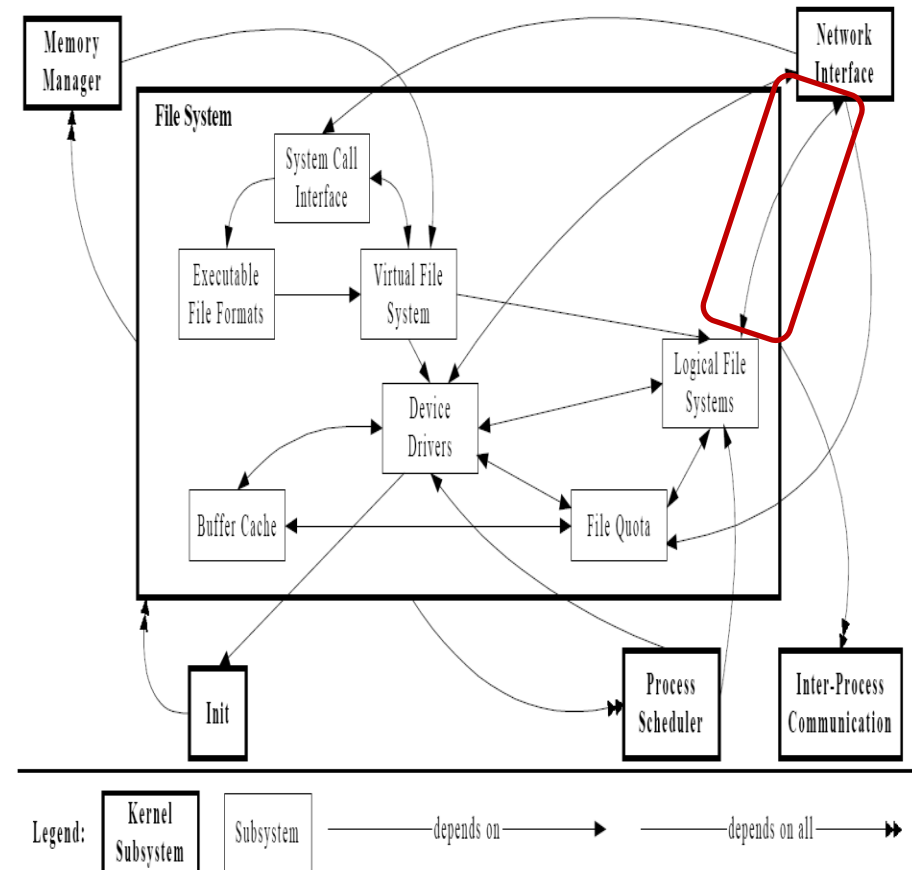 Memory
Manager
Network
Interface
File System
System Call
Interface
Executable
File Formats
Virtual File
System
Logical File
Systems
Device
Drivers
Buffer Cache
File Quota
Init
Process
Scheduler
Inter-Process
Communication
Legend:
Kernel
Subsystem
Subsystem
depends on
depends on all